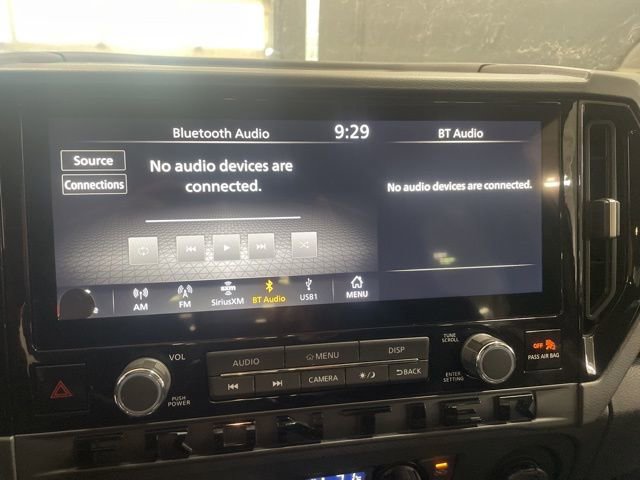 Bluetooth Audio 9:29 BT Audio
Source
Connections
No audio devices are
connected.
No audio devices are connected.
AM FM SiriusXM BT Audio USB1 MENU
VOL
PUSH
POWER
AUDIO MENU DISP
CAMERA BACK
TUNE
SCROLL
ENTER
SETTING
OFF
PASS AIR BAG